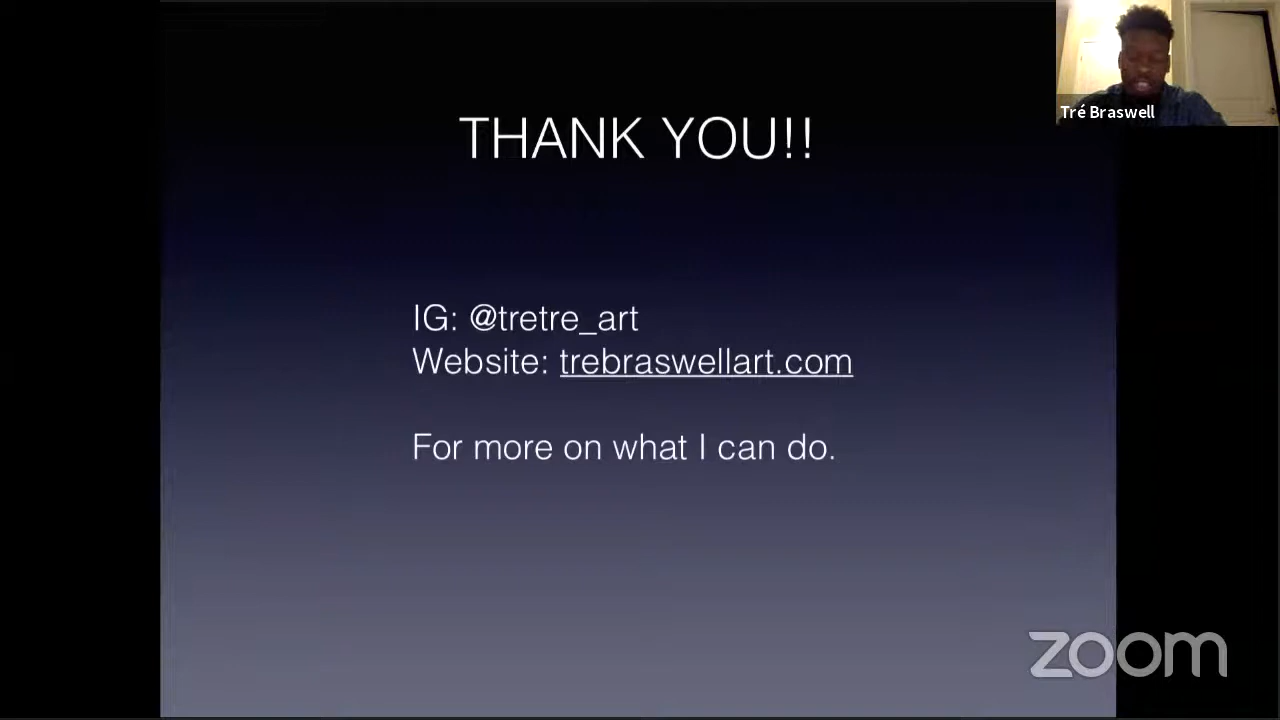 Tré Braswell
THANK YOU!!
IG: @tretre_art
Website: trebraswellart.com
For more on what I can do.
zoom